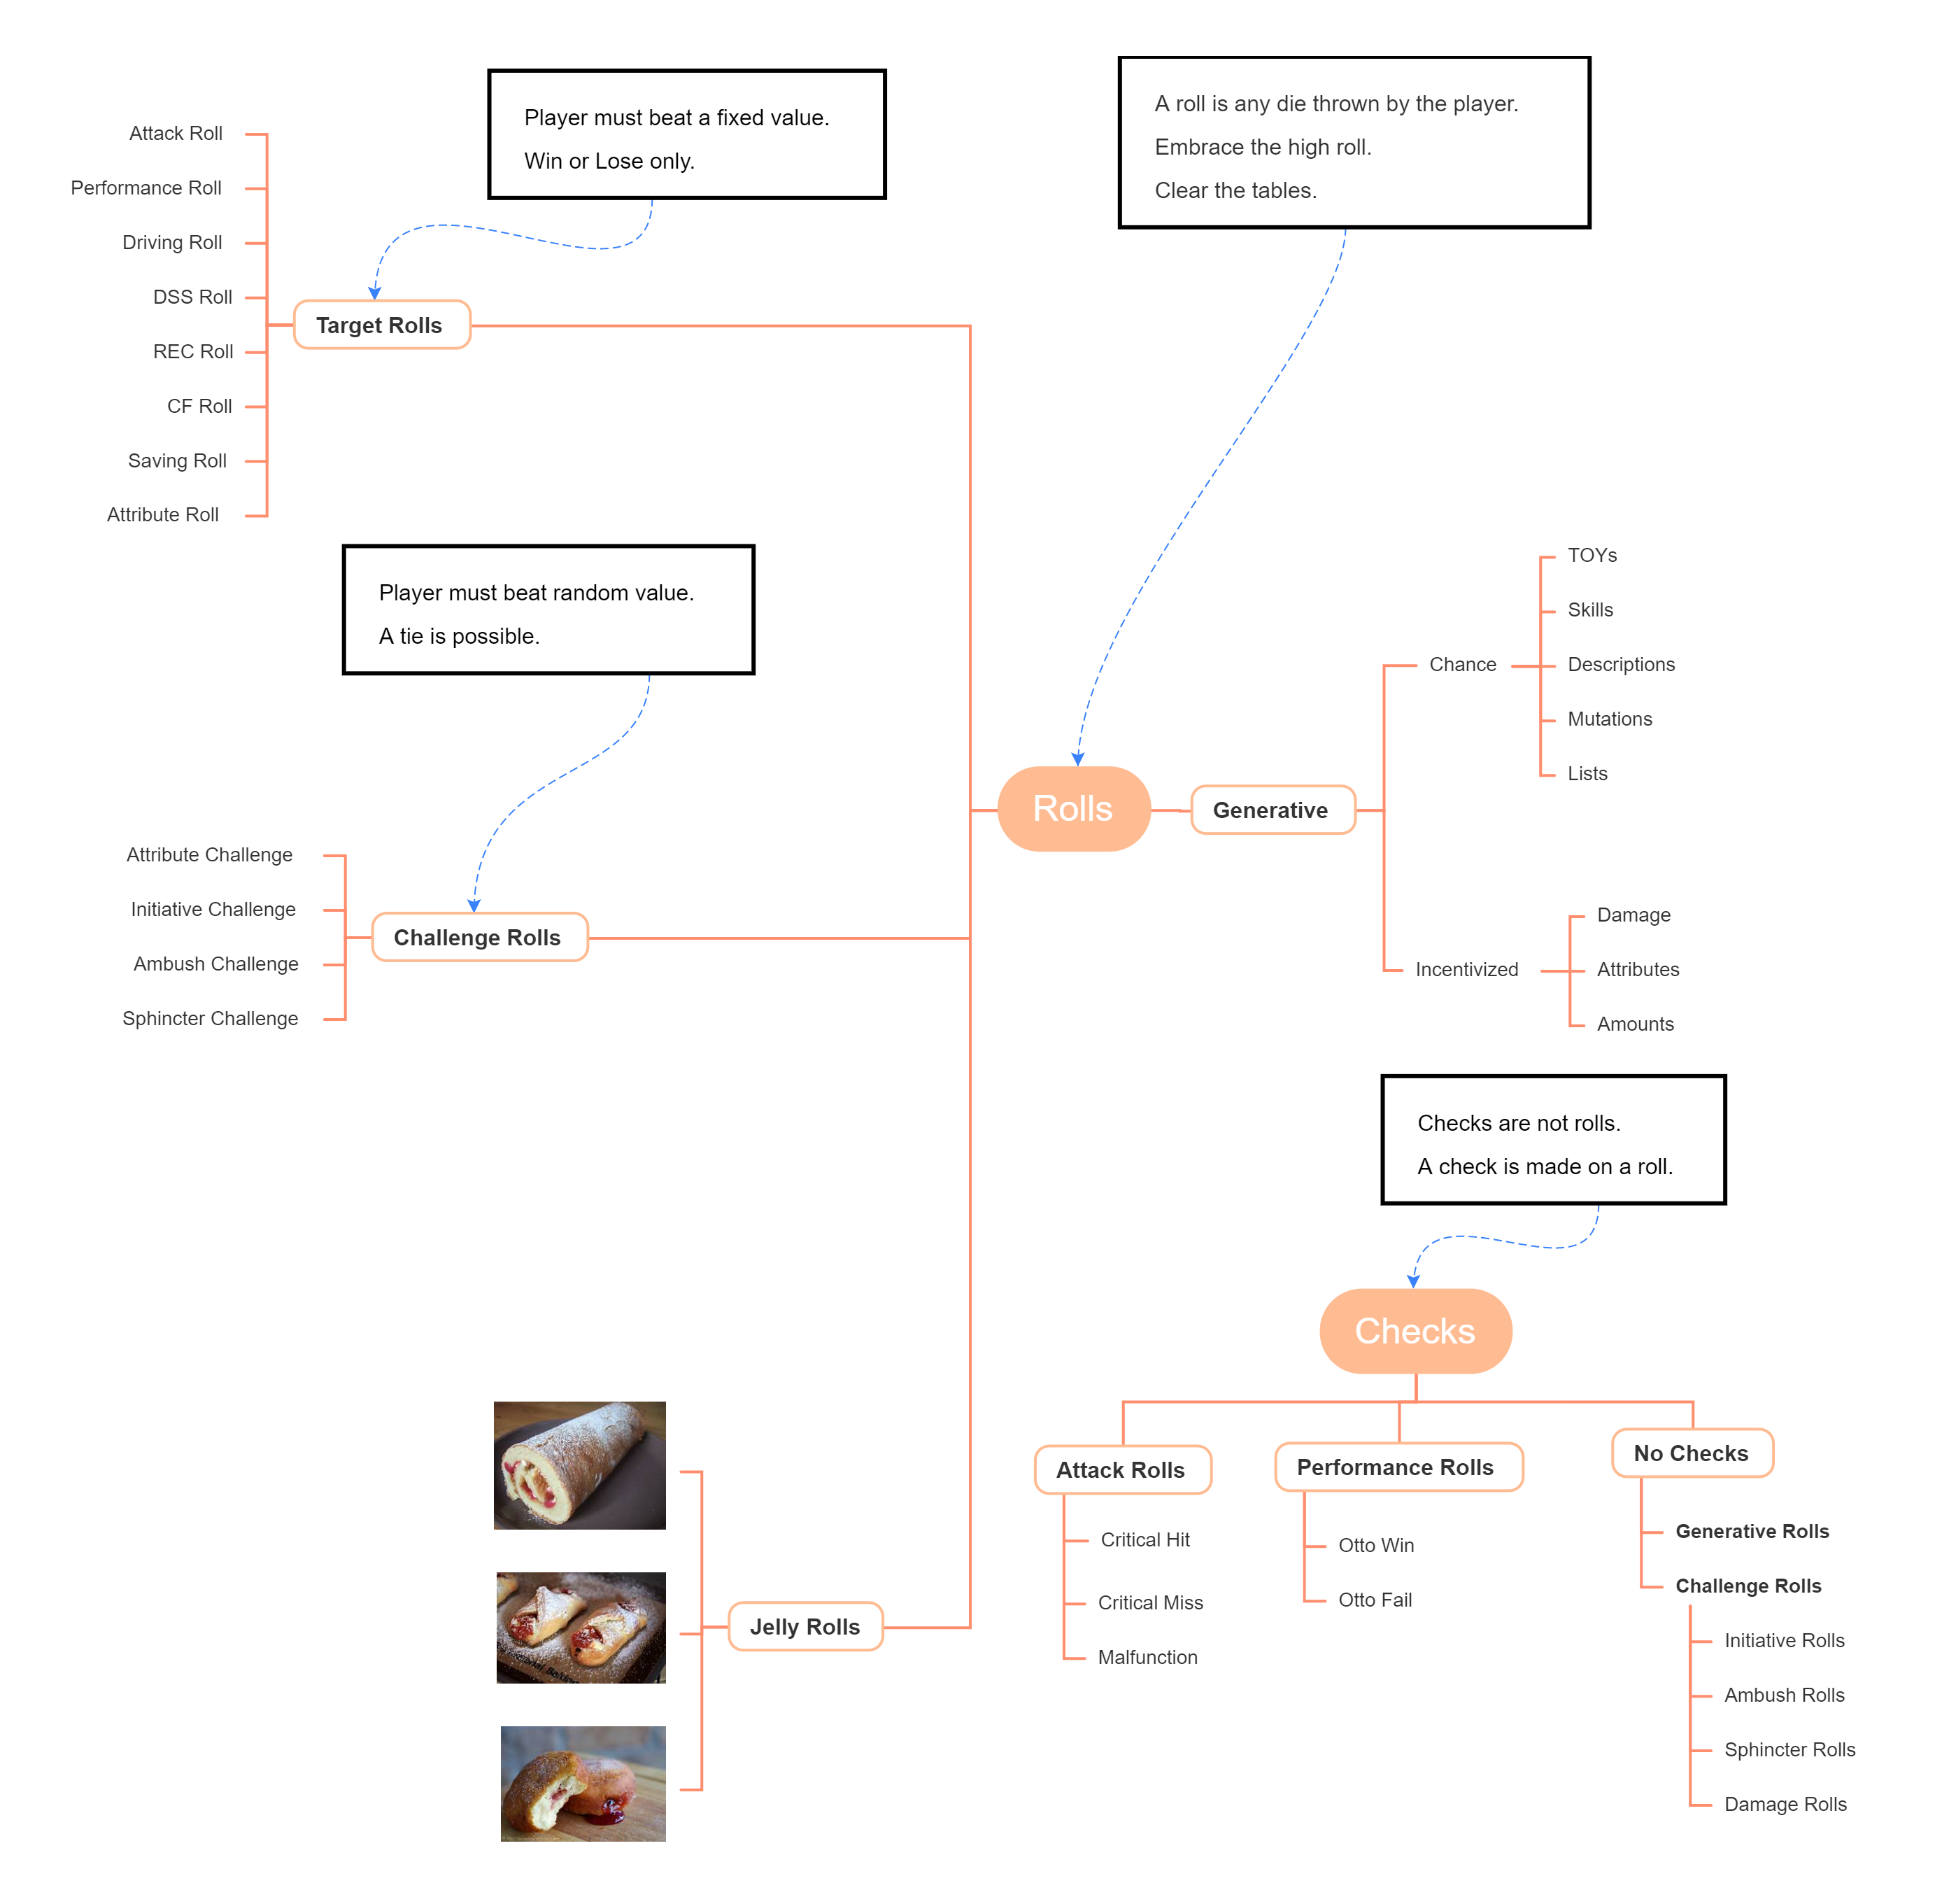 Player must beat a fixed value.
Win or Lose only.
A roll is any die thrown by the player.
Embrace the high roll.
Clear the tables.
Attack Roll
Performance Roll
Driving Roll
DSS Roll
REC Roll
CF Roll
Saving Roll
Attribute Roll
Target Rolls
Player must beat random value.
A tie is possible.
Attribute Challenge
Initiative Challenge
Ambush Challenge
Sphincter Challenge
Challenge Rolls
Rolls
Generative
Chance
TOYs
Skills
Descriptions
Mutations
Lists
Incentivized
Damage
Attributes
Amounts
Checks are not rolls.
A check is made on a roll.
Checks
Attack Rolls
Critical Hit
Critical Miss
Malfunction
Performance Rolls
Otto Win
Otto Fail
No Checks
Generative Rolls
Challenge Rolls
Initiative Rolls
Ambush Rolls
Sphincter Rolls
Damage Rolls
Jelly Rolls